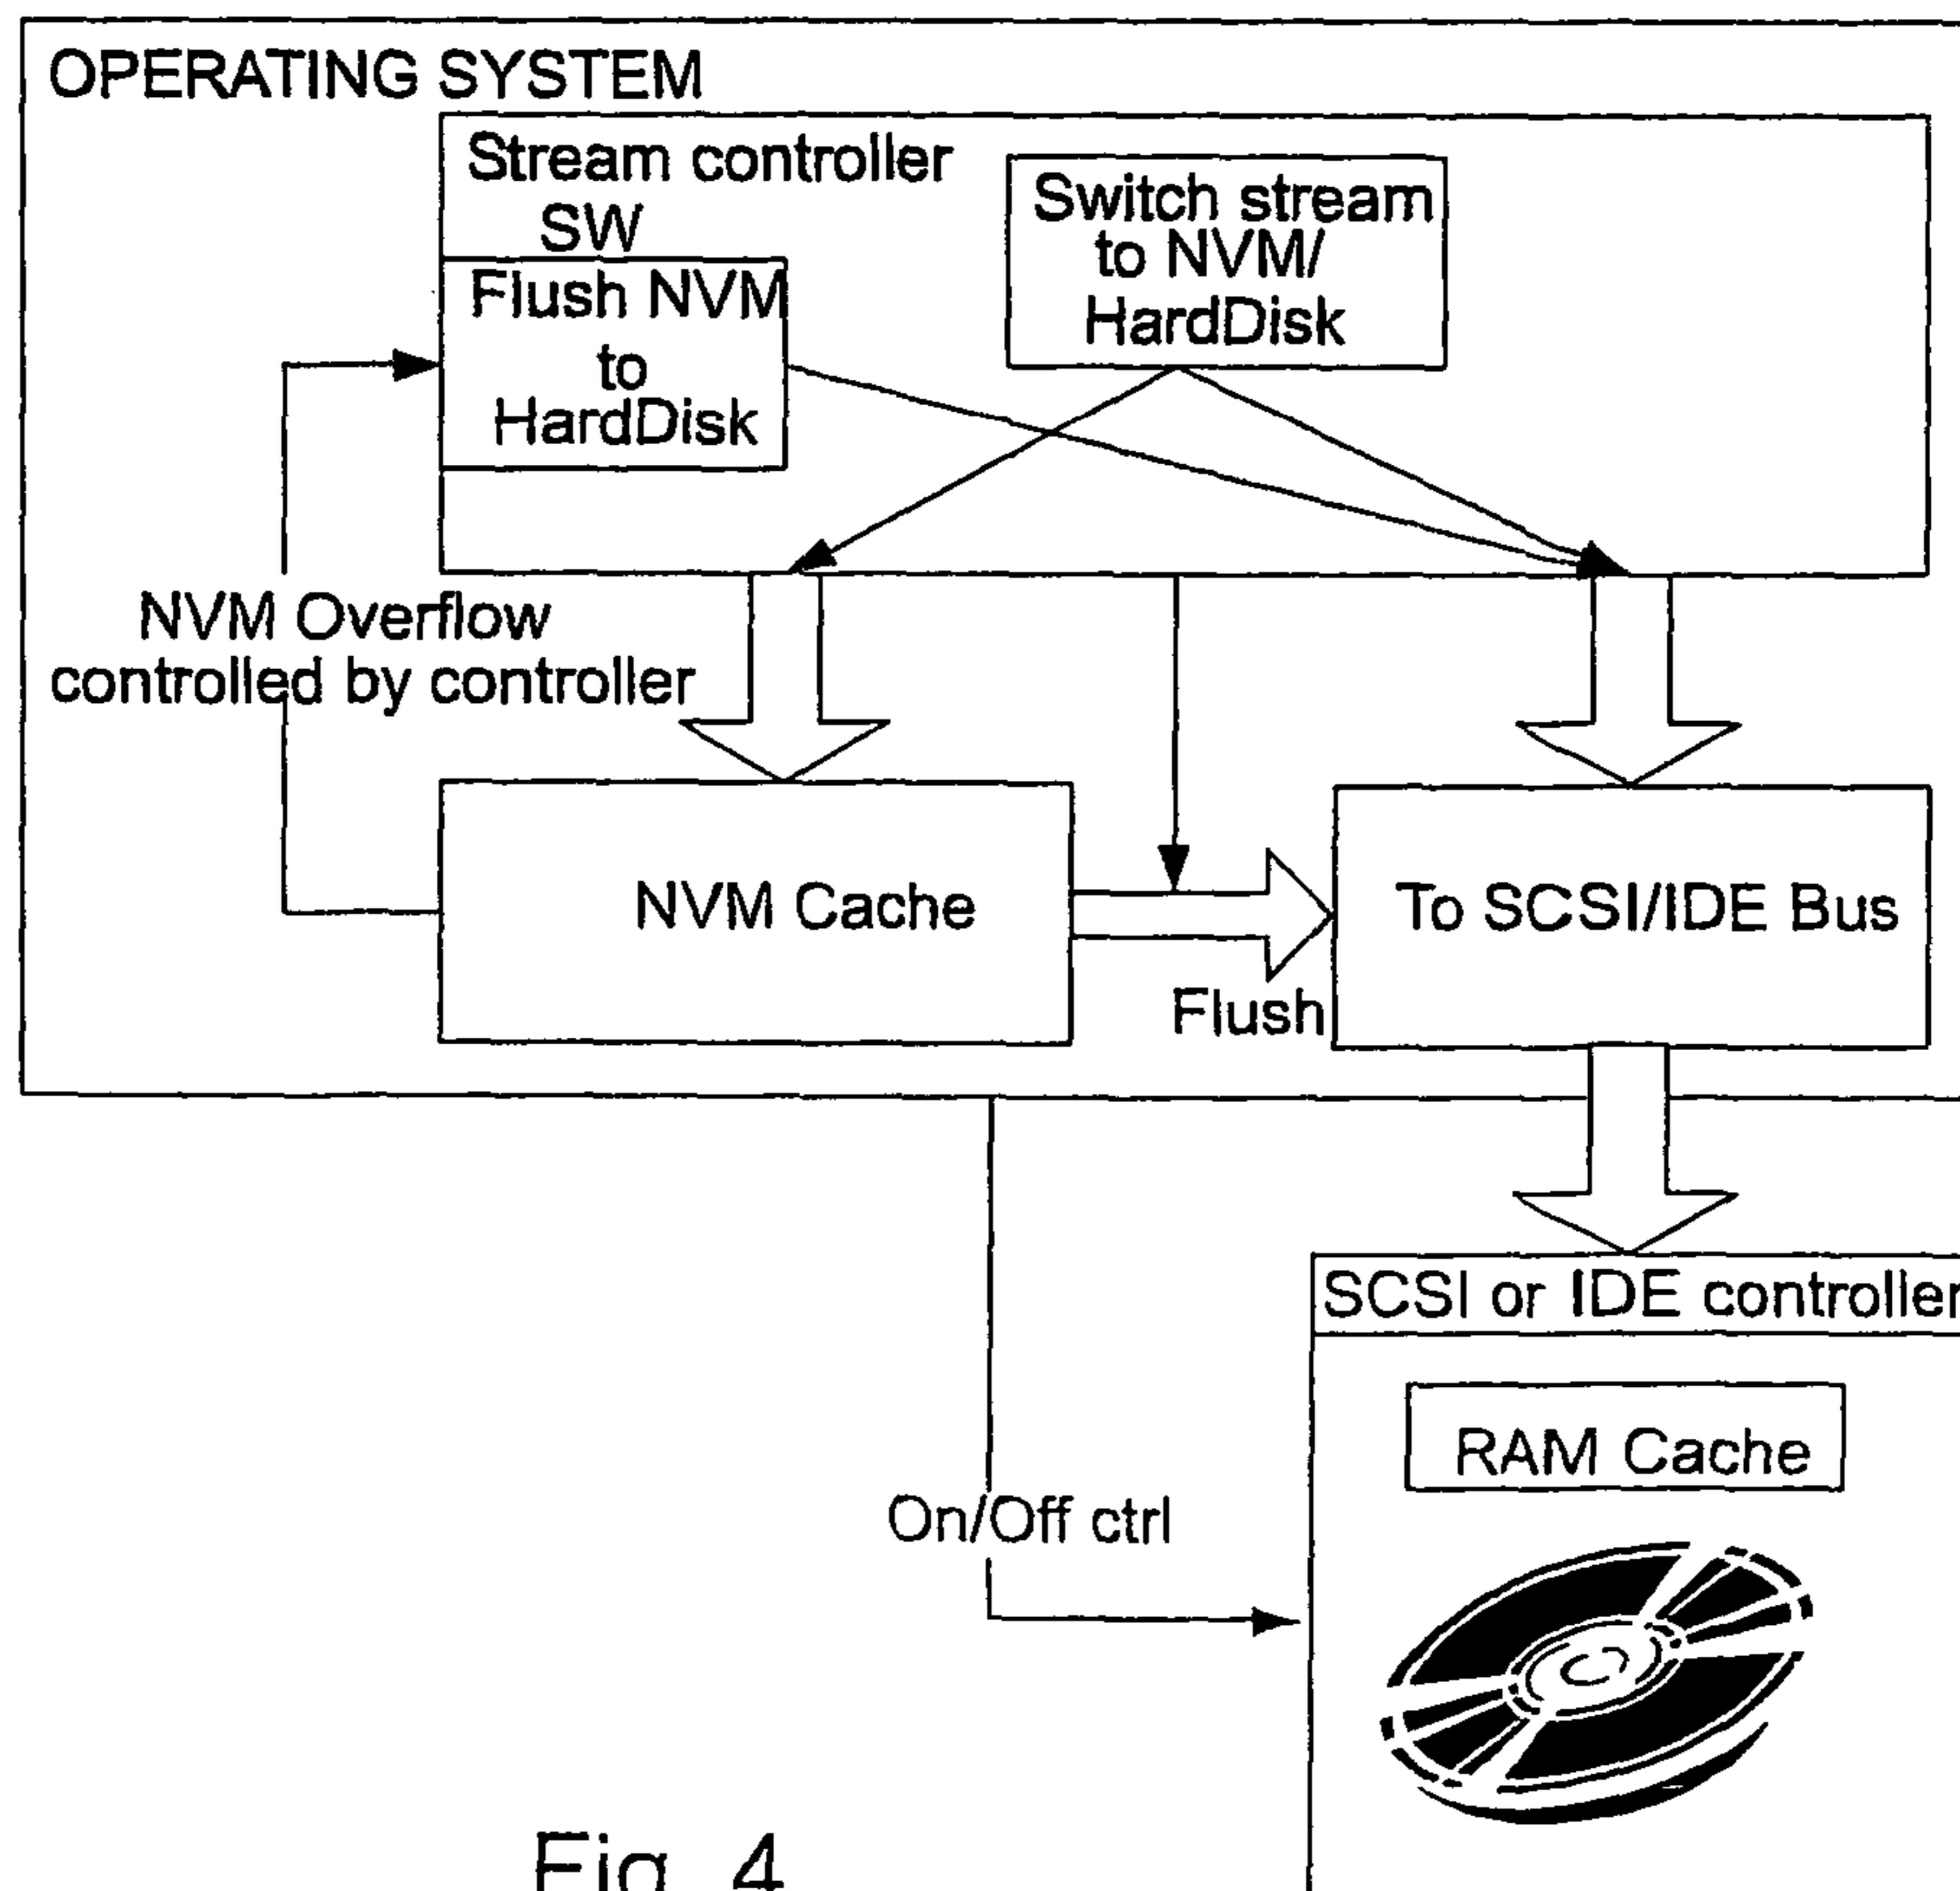 OPERATING SYSTEM
Stream controller
SW
Switch stream
to NVM/
HardDisk
Flush NVM
to
HardDisk
NVM Overflow
controlled by controller
NVM Cache
To SCSI/IDE Bus
Flush
SCSI or IDE controller
RAM Cache
On/Off ctrl
Fig. 4